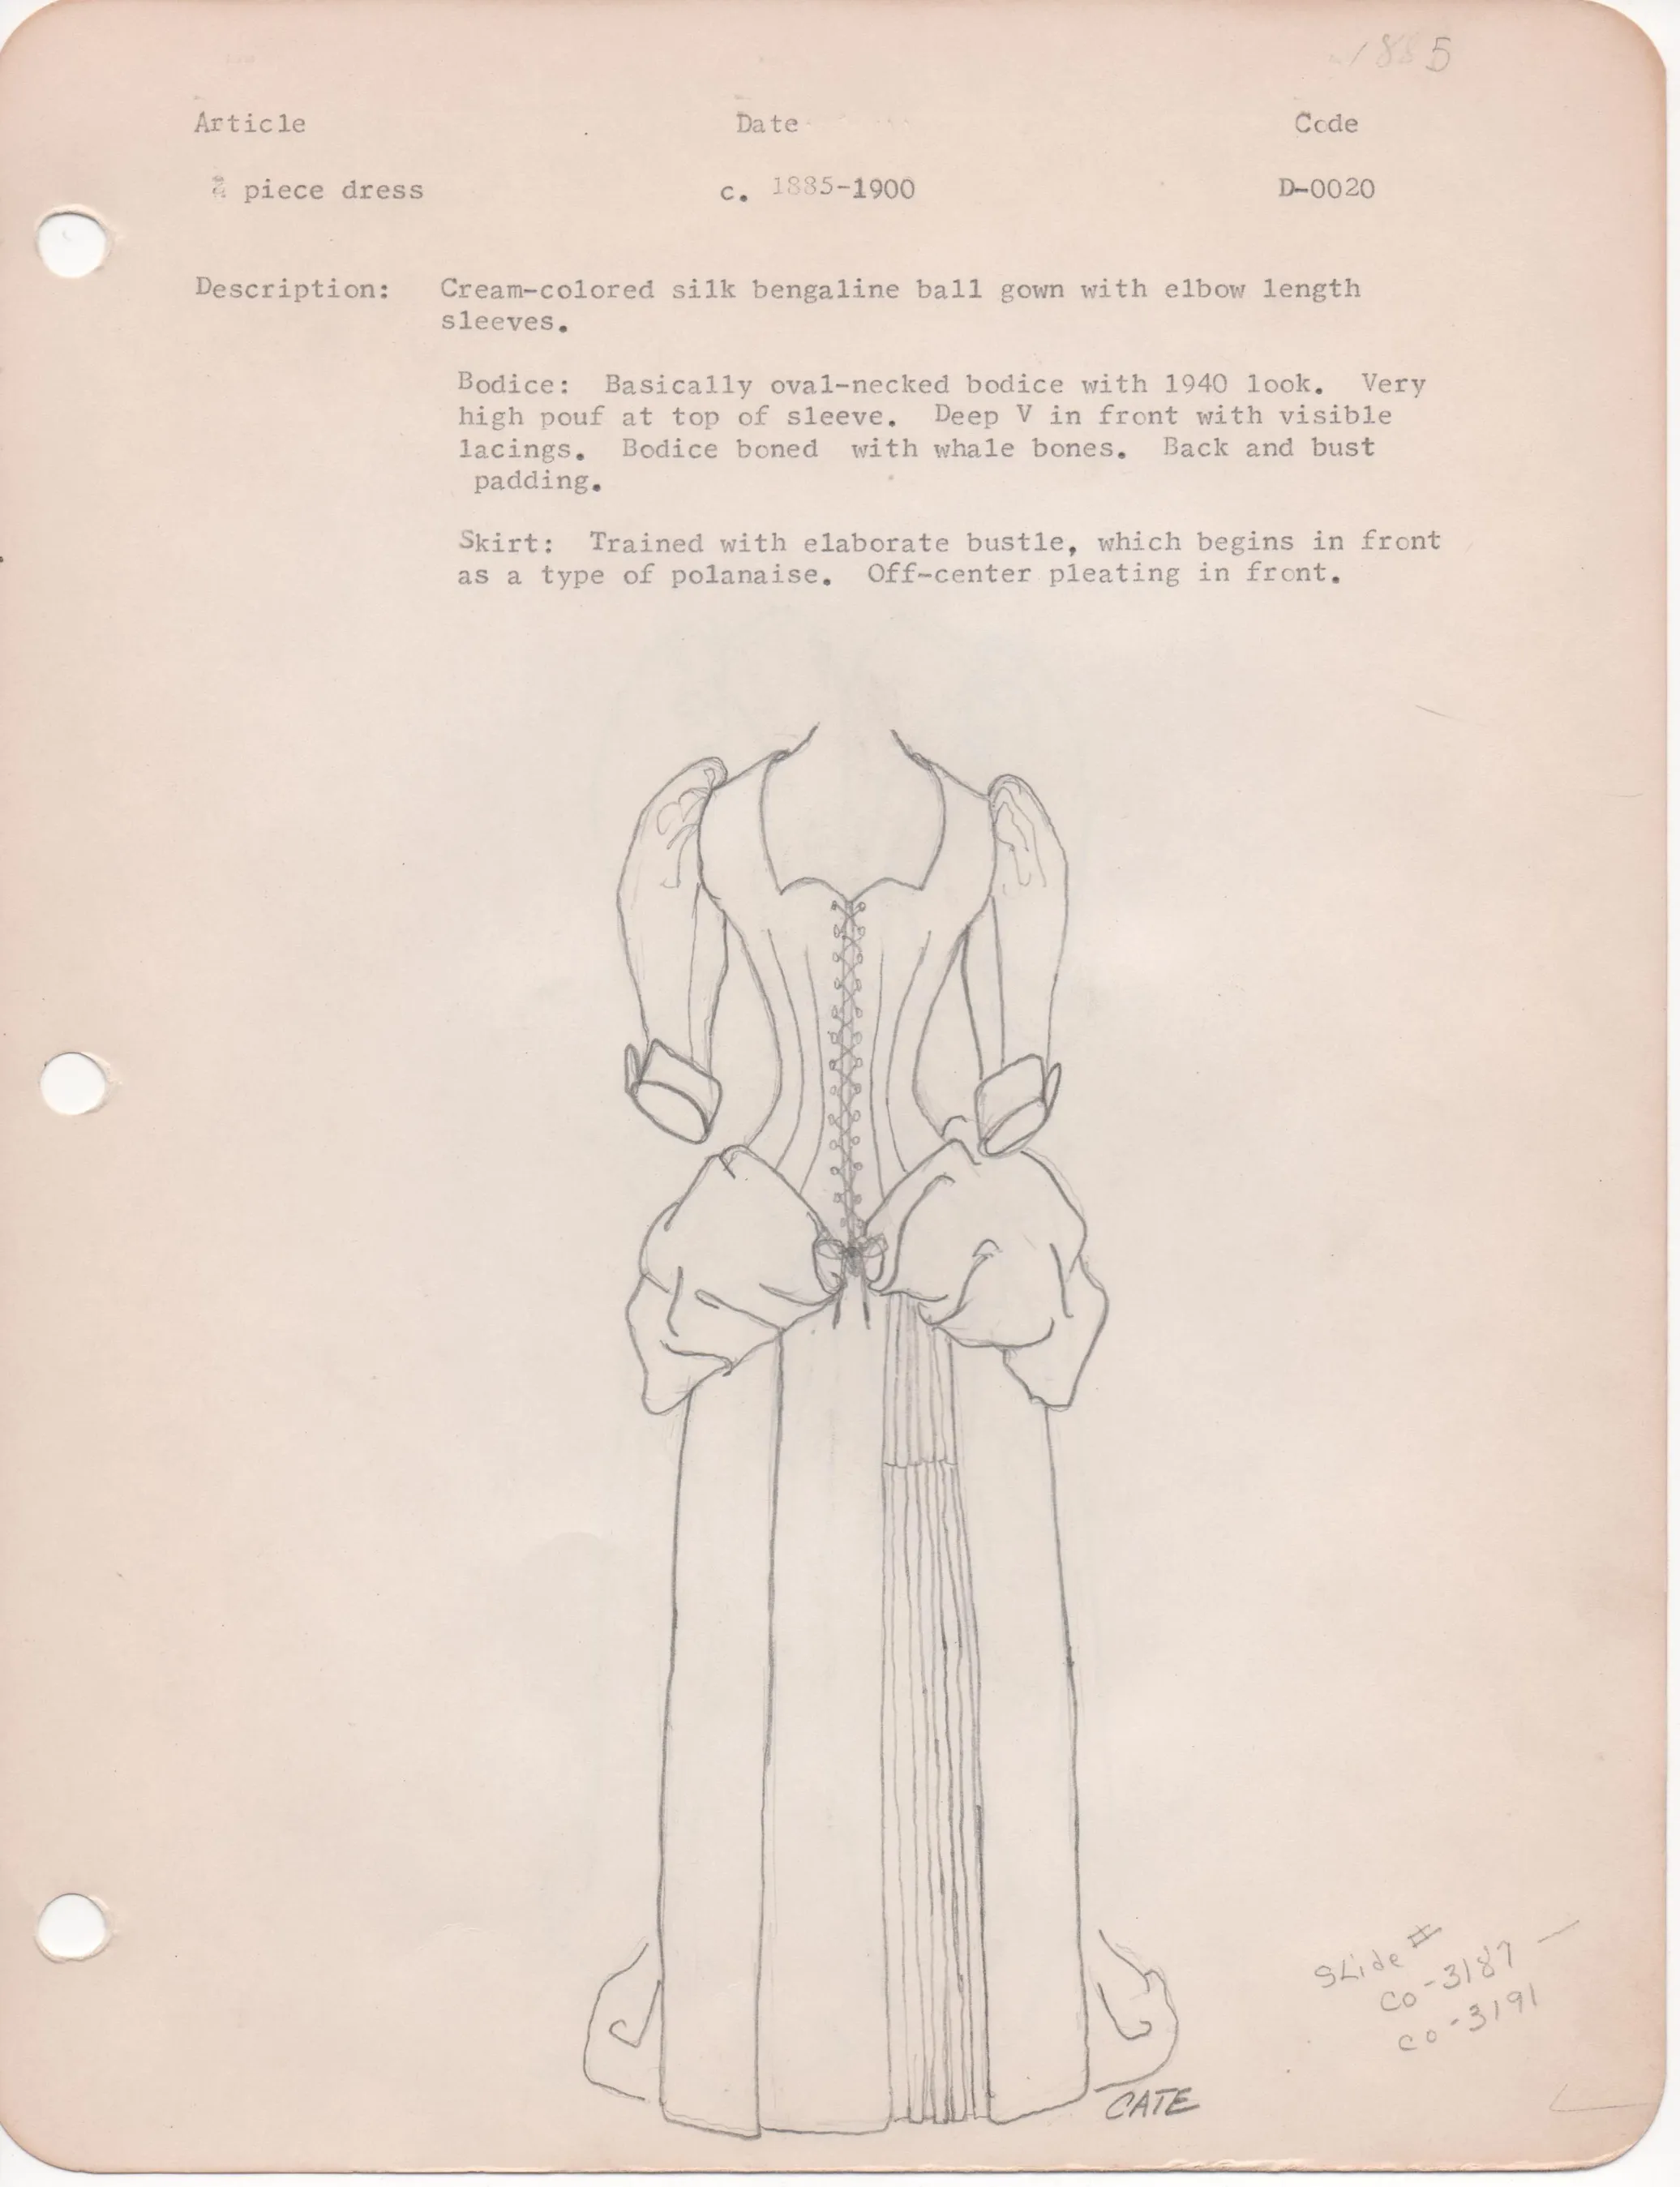 1885
Article Date Code
2 piece dress c. 1885-1900 D-0020
Description: Cream-colored silk bengaline ball gown with elbow length
sleeves.
Bodice: Basically oval-necked bodice with 1940 look. Very
high pouf at top of sleeve. Deep V in front with visible
lacings. Bodice boned with whale bones. Back and bust
padding.
Skirt: Trained with elaborate bustle, which begins in front
as a type of polanaise. Off-center pleating in front.
SLide #
CO-3187 —
CO-3191
CATE